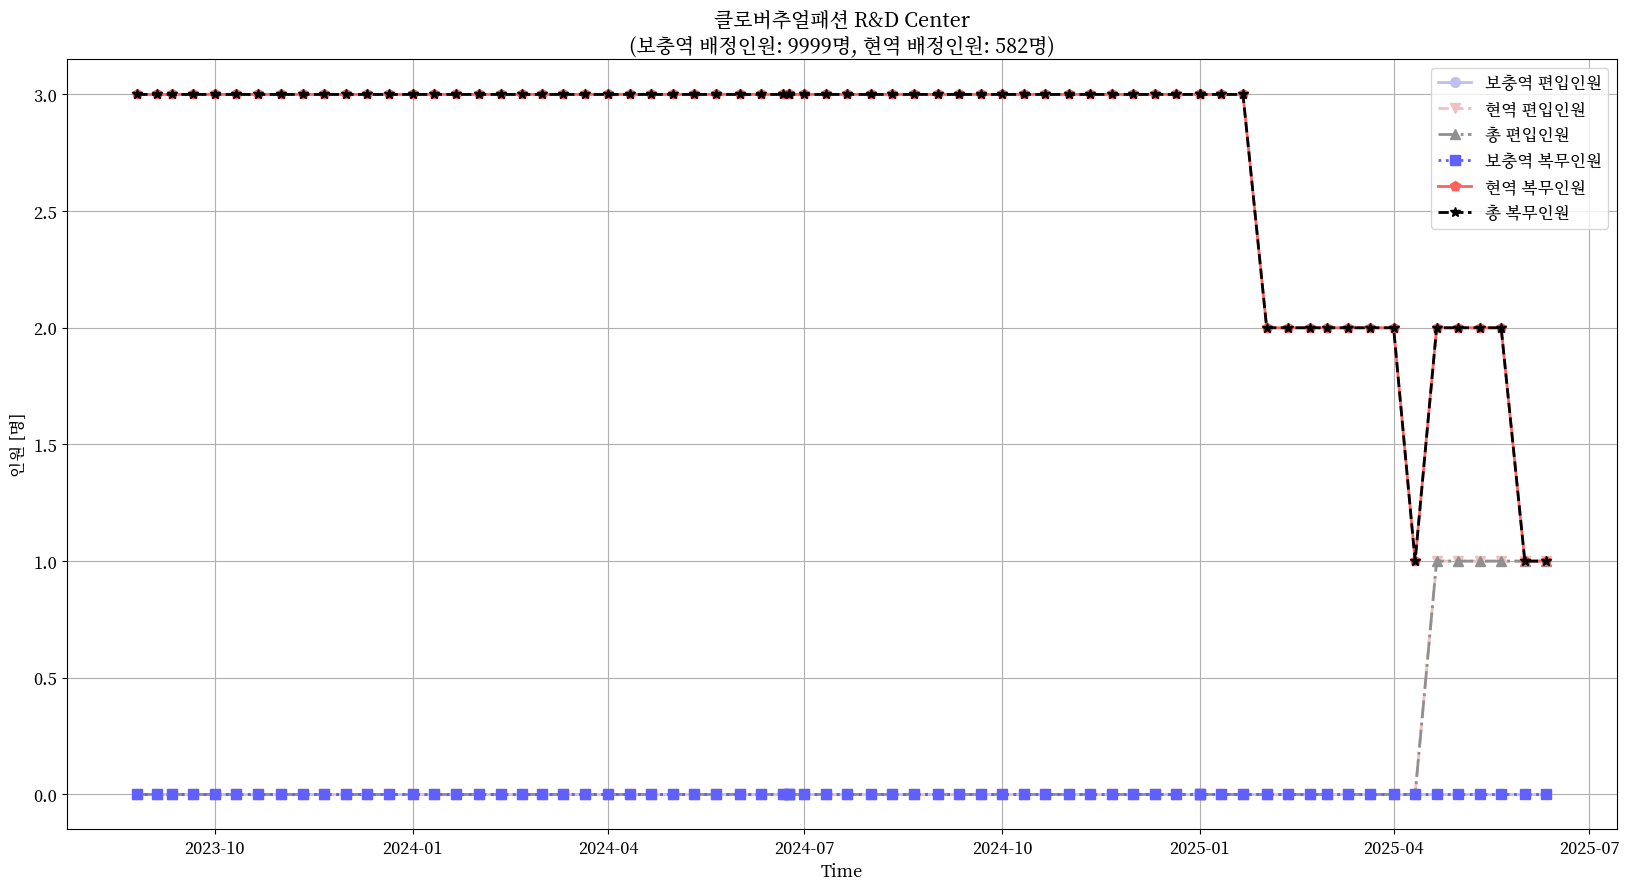 클로버추얼패션 R&D Center
(보충역 배정인원: 9999명, 현역 배정인원: 582명)
보충역 편입인원
현역 편입인원
총 편입인원
보충역 복무인원
현역 복무인원
총 복무인원
인원 [명]
3.0
2.5
2.0
1.5
1.0
0.5
0.0
2023-10
2024-01
2024-04
2024-07
2024-10
2025-01
2025-04
2025-07
Time